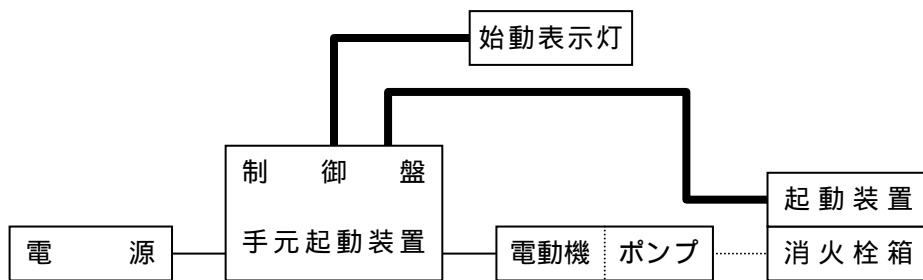 始動表示灯
制御盤
起動装置
手元起動装置
電源
電動機
ポンプ
消火栓箱